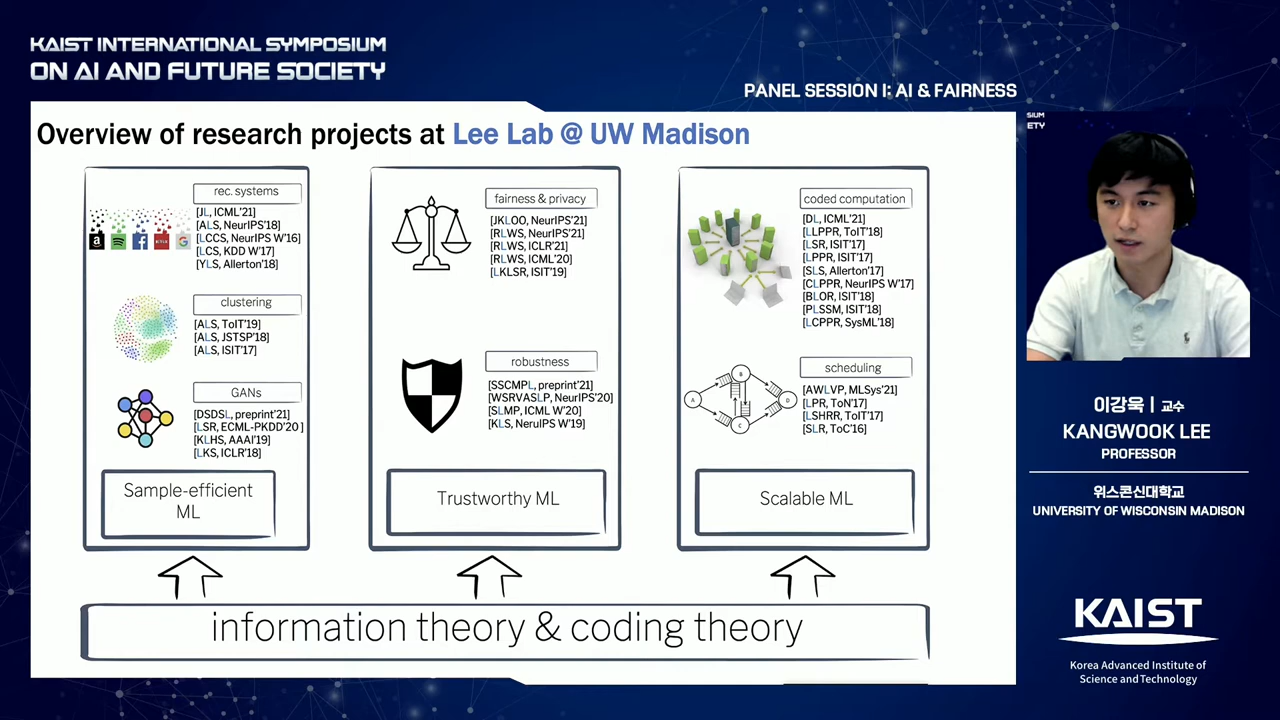 KAIST INTERNATIONAL SYMPOSIUM
ON AI AND FUTURE SOCIETY
PANEL SESSION I: AI & FAIRNESS
Overview of research projects at Lee Lab @ UW Madison
rec. systems
[JL, ICML'21]
[ALS, NeurIPS'18]
[LCCS, NeurIPS W'16]
[LCS, KDD W'17]
[YLS, Allerton'18]
clustering
[ALS, ToIT'19]
[ALS, JSTSP'18]
[ALS, ISIT'17]
GANs
[DSDSL, preprint'21]
[LSR, ECML-PKDD'20 ]
[KLHS, AAAI'19]
[LKS, ICLR'18]
Sample-efficient
ML
fairness & privacy
[JKLOO, NeurIPS'21]
[RLWS, NeurIPS'21]
[RLWS, ICLR'21]
[RLWS, ICML'20]
[LKLSR, ISIT'19]
robustness
[SSCMPL, preprint'21]
[WSRVASLP, NeurIPS'20]
[SLMP, ICML W'20]
[KLS, NeruIPS W'19]
Trustworthy ML
coded computation
[DL, ICML'21]
[LLPPR, ToIT'18]
[LSR, ISIT'17]
[LPPR, ISIT'17]
[SLS, Allerton'17]
[CLPPR, NeurIPS W'17]
[BLOR, ISIT'18]
[PLSSM, ISIT'18]
[LCPPR, SysML'18]
scheduling
A
B
C
D
[AWLVP, MLSys'21]
[LPR, ToN'17]
[LSHRR, ToIT'17]
[SLR, ToC'16]
Scalable ML
information theory & coding theory
SIUM
ETY
이강욱 | 교수
KANGWOOK LEE
PROFESSOR
위스콘신대학교
UNIVERSITY OF WISCONSIN MADISON
KAIST
Korea Advanced Institute of
Science and Technology